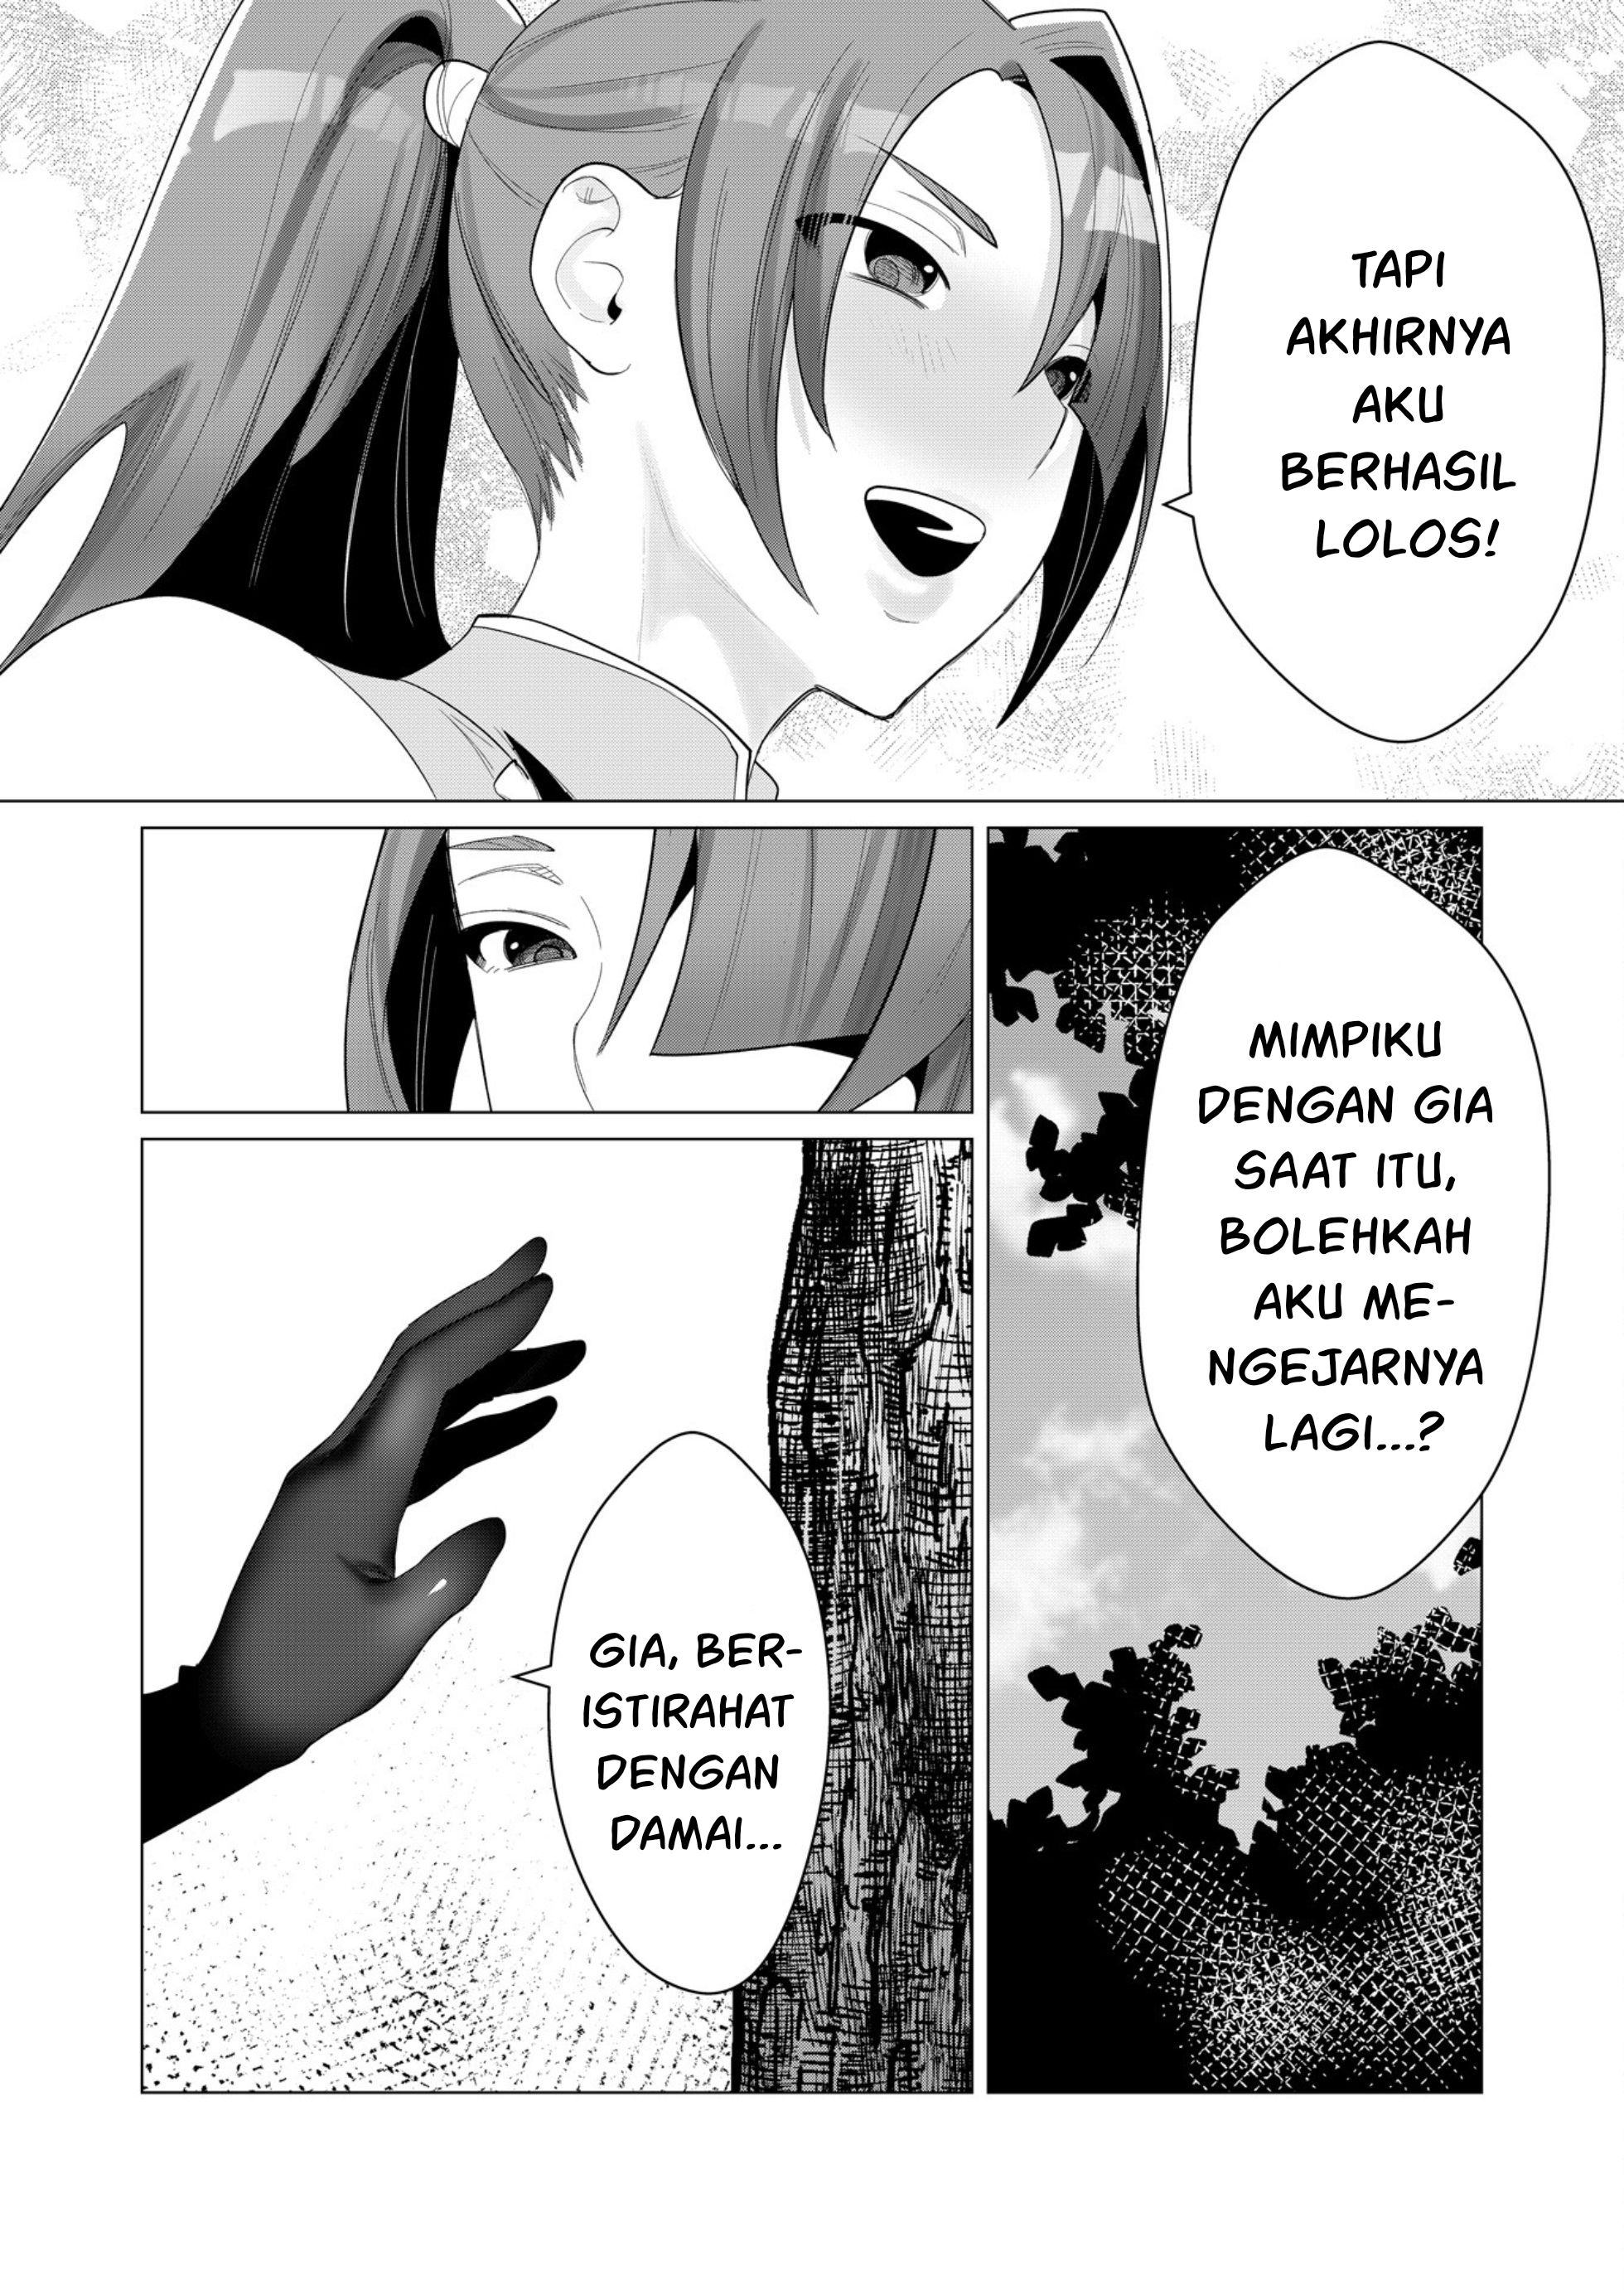 TAPI
AKHIRNYA
AKU
BERHASIL
LOLOS!
MIMPIKU
DENGAN GIA
SAAT ITU,
BOLEHKAH
AKU ME-
NGEJARNYA
LAGI...?
GIA, BER-
ISTIRAHAT
DENGAN
DAMAI...